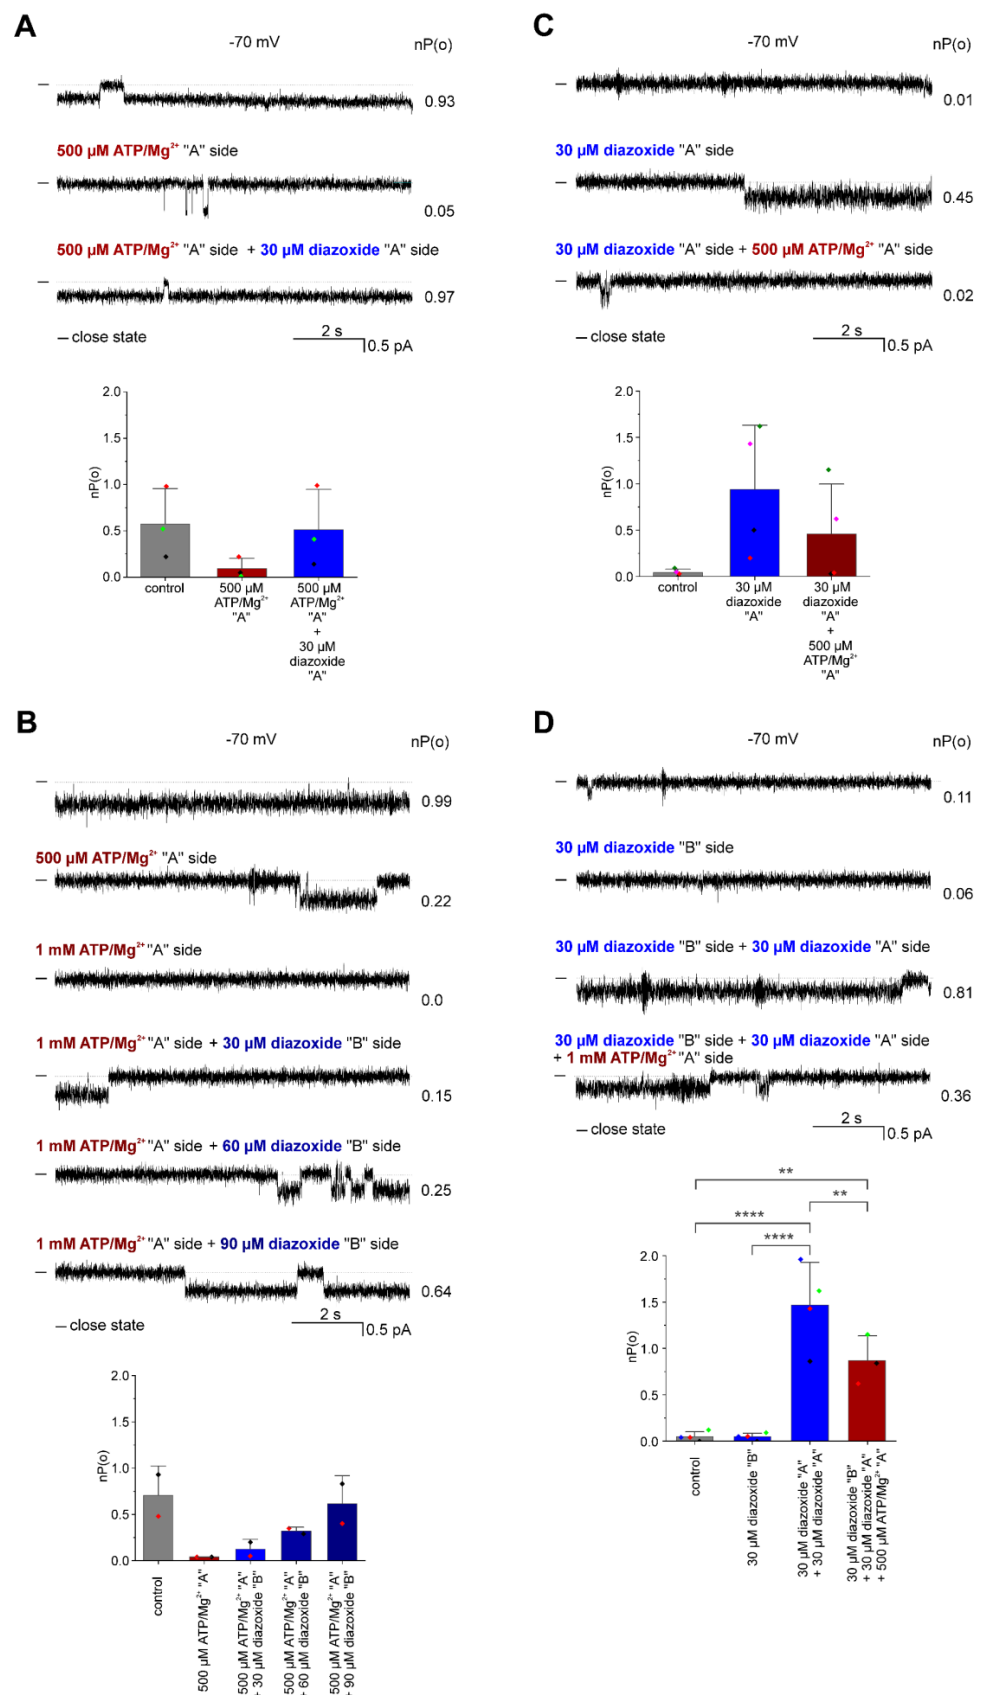 A
-70 mV
nP(o)
0.93
500 µM ATP/Mg²⁺ "A" side
0.05
500 µM ATP/Mg²⁺ "A" side + 30 µM diazoxide "A" side
0.97
— close state
2 s
0.5 pA
nP(o)
2.0
1.5
1.0
0.5
0.0
control
500 µM
ATP/Mg²⁺
"A"
500 µM
ATP/Mg²⁺
"A"
+
30 µM
diazoxide
"A"
C
-70 mV
nP(o)
0.01
30 µM diazoxide "A" side
0.45
30 µM diazoxide "A" side + 500 µM ATP/Mg²⁺ "A" side
0.02
— close state
2 s
0.5 pA
nP(o)
2.0
1.5
1.0
0.5
0.0
control
30 µM
diazoxide
"A"
30 µM
diazoxide
"A"
+
500 µM
ATP/Mg²⁺
"A"
B
-70 mV
nP(o)
0.99
500 µM ATP/Mg²⁺ "A" side
0.22
1 mM ATP/Mg²⁺ "A" side
0.0
1 mM ATP/Mg²⁺ "A" side + 30 µM diazoxide "B" side
0.15
1 mM ATP/Mg²⁺ "A" side + 60 µM diazoxide "B" side
0.25
1 mM ATP/Mg²⁺ "A" side + 90 µM diazoxide "B" side
0.64
— close state
2 s
0.5 pA
nP(o)
2.0
1.5
1.0
0.5
0.0
control
500 µM ATP/Mg²⁺ "A"
500 µM ATP/Mg²⁺ "A"
+ 30 µM diazoxide "B"
500 µM ATP/Mg²⁺ "A"
+ 60 µM diazoxide "B"
500 µM ATP/Mg²⁺ "A"
+ 90 µM diazoxide "B"
D
-70 mV
nP(o)
0.11
30 µM diazoxide "B" side
0.06
30 µM diazoxide "B" side + 30 µM diazoxide "A" side
0.81
30 µM diazoxide "B" side + 30 µM diazoxide "A" side
+ 1 mM ATP/Mg²⁺ "A" side
0.36
— close state
2 s
0.5 pA
**
**
****
****
nP(o)
2.0
1.5
1.0
0.5
0.0
control
30 µM diazoxide "B"
30 µM diazoxide "A"
+ 30 µM diazoxide "A"
30 µM diazoxide "B"
+ 30 µM diazoxide "A"
+ 500 µM ATP/Mg²⁺ "A"